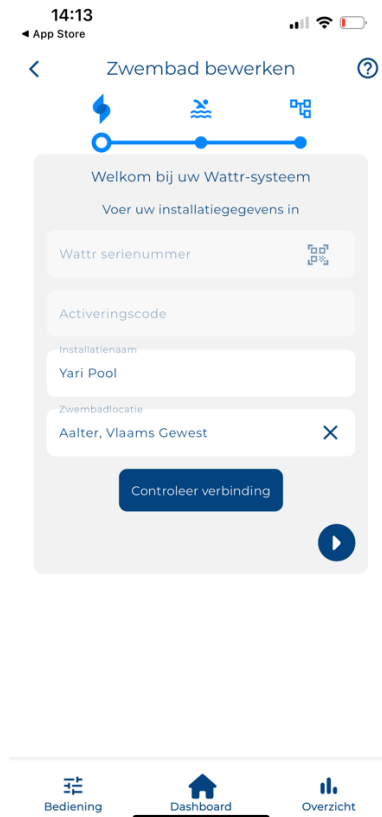 14:13
◀ App Store
Zwembad bewerken
Welkom bij uw Wattr-systeem
Voer uw installatiegegevens in
Wattr serienummer
Activeringscode
Installatienaam
Yari Pool
Zwembadlocatie
Aalter, Vlaams Gewest
Controleer verbinding
Bediening
Dashboard
Overzicht